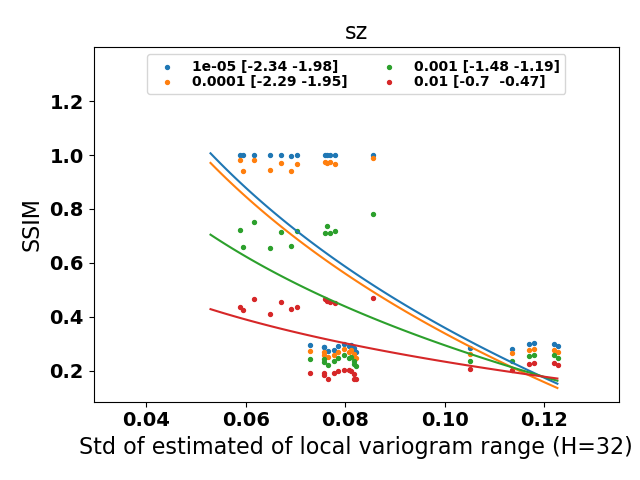 sz
1e-05 [-2.34 -1.98]
0.0001 [-2.29 -1.95]
0.001 [-1.48 -1.19]
0.01 [-0.7 -0.47]
SSIM
1.2
1.0
0.8
0.6
0.4
0.2
0.04 0.06 0.08 0.10 0.12
Std of estimated of local variogram range (H=32)